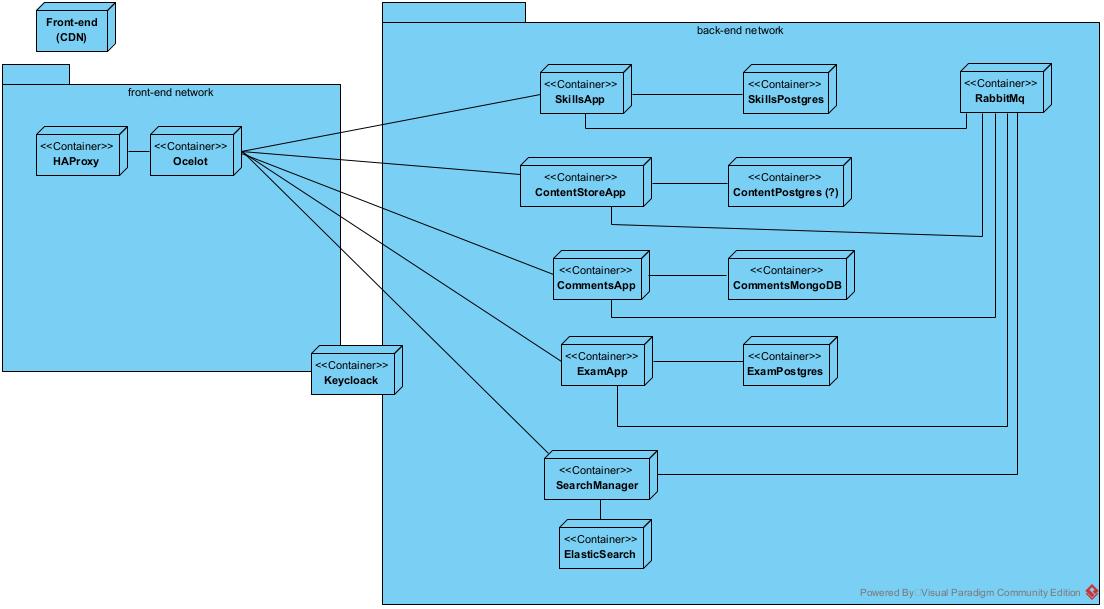 Front-end
(CDN)
front-end network
<<Container>>
HAProxy
<<Container>>
Ocelot
<<Container>>
Keycloack
back-end network
<<Container>>
SkillsApp
<<Container>>
SkillsPostgres
<<Container>>
RabbitMq
<<Container>>
ContentStoreApp
<<Container>>
ContentPostgres (?)
<<Container>>
CommentsApp
<<Container>>
CommentsMongoDB
<<Container>>
ExamApp
<<Container>>
ExamPostgres
<<Container>>
SearchManager
<<Container>>
ElasticSearch
Powered By Visual Paradigm Community Edition